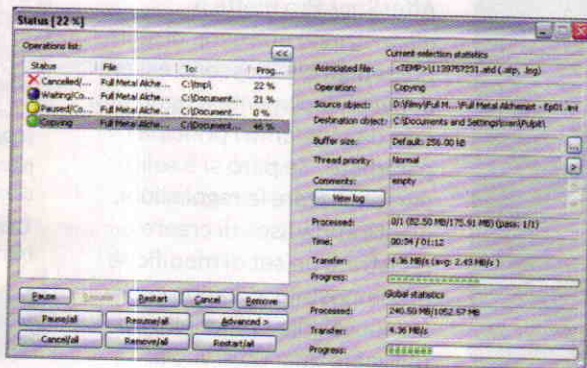 Status [22 %]
Operations list:
<<
Status File To: Prog...
Cancelled/... Full Metal Alche... C:\tmp\ 22 %
Waiting/Co... Full Metal Alche... C:\Document... 21 %
Paused/Co... Full Metal Alche... C:\Document... 0 %
Copying Full Metal Alche... C:\Document... 46 %
Pause Resume Restart Cancel Remove
Pause/all Resume/all Advanced >
Cancel/all Remove/all Restart/all
Current selection statistics
Associated file: <TEMP>\1139757231.atd (.atp, .log)
Operation: Copying
Source object: D:\filmy\Full M...\Full Metal Alchemist - Ep01.avi
Destination object: C:\Documents and Settings\ixen\Pulpit\
Buffer size: Default: 256.00 kB ...
Thread priority: Normal >
Comments: empty
View log
Processed: 0/1 (82.50 MB/175.91 MB) (pass: 1/1)
Time: 00:34 / 01:12
Transfer: 4.36 MB/s (avg: 2.43 MB/s )
Progress:
Global statistics
Processed: 240.50 MB/1052.57 MB
Transfer: 4.36 MB/s
Progress: